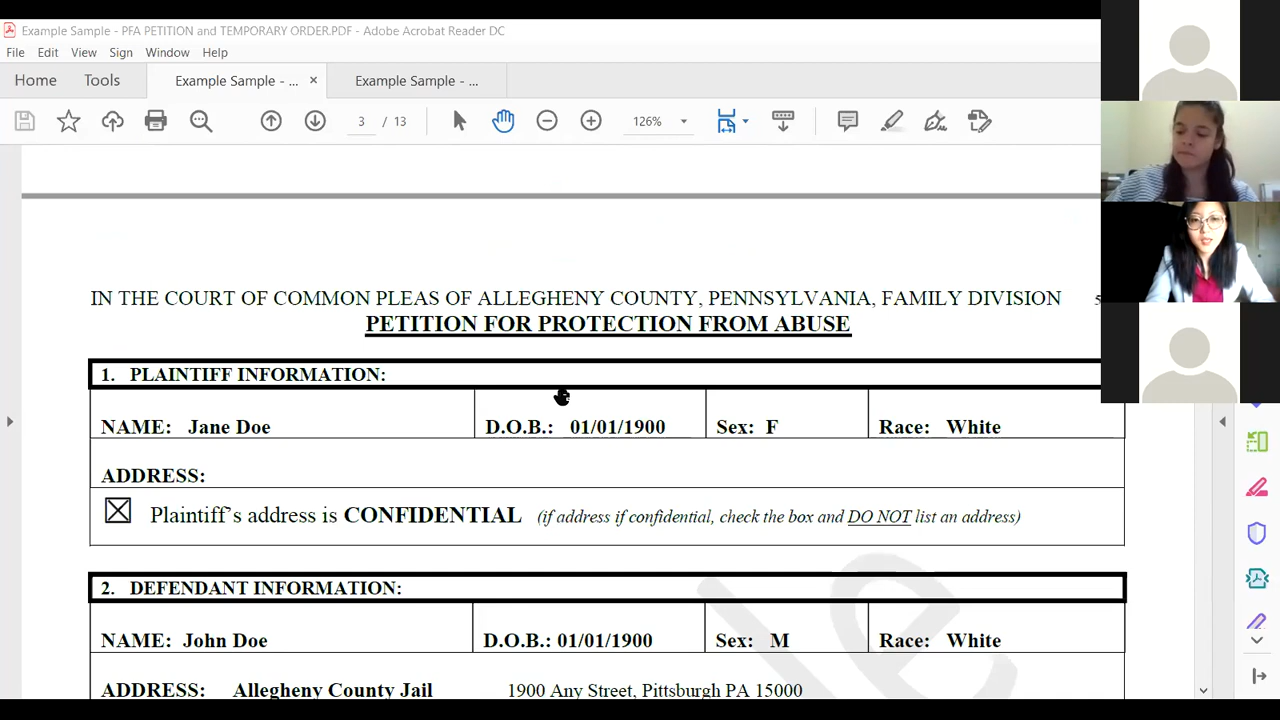 Example Sample - PFA PETITION and TEMPORARY ORDER.PDF - Adobe Acrobat Reader DC
File Edit View Sign Window Help
Home Tools Example Sample - ... × Example Sample - ...
3 / 13 126%
IN THE COURT OF COMMON PLEAS OF ALLEGHENY COUNTY, PENNSYLVANIA, FAMILY DIVISION
PETITION FOR PROTECTION FROM ABUSE
1. PLAINTIFF INFORMATION:
NAME: Jane Doe D.O.B.: 01/01/1900 Sex: F Race: White
ADDRESS:
Plaintiff's address is CONFIDENTIAL (if address if confidential, check the box and DO NOT list an address)
2. DEFENDANT INFORMATION:
NAME: John Doe D.O.B.: 01/01/1900 Sex: M Race: White
ADDRESS: Allegheny County Jail 1900 Any Street, Pittsburgh PA 15000